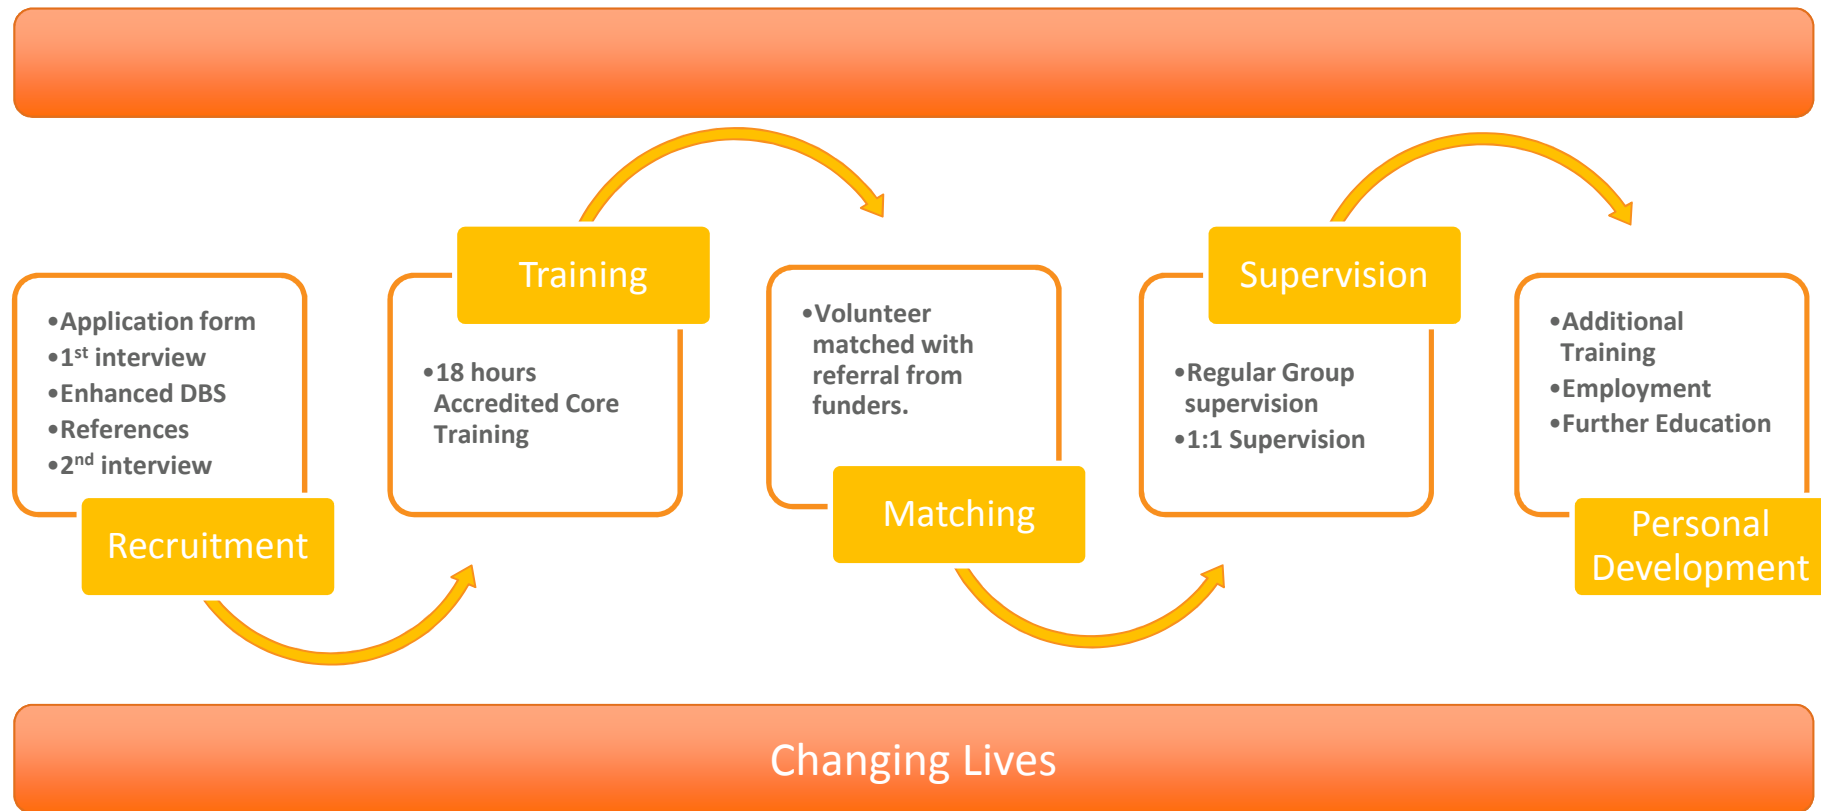 •Application form
•1st interview
•Enhanced DBS
•References
•2nd interview
Recruitment
Training
•18 hours
Accredited Core
Training
•Volunteer
matched with
referral from
funders.
Matching
Supervision
•Regular Group
supervision
•1:1 Supervision
•Additional
Training
•Employment
•Further Education
Personal
Development
Changing Lives